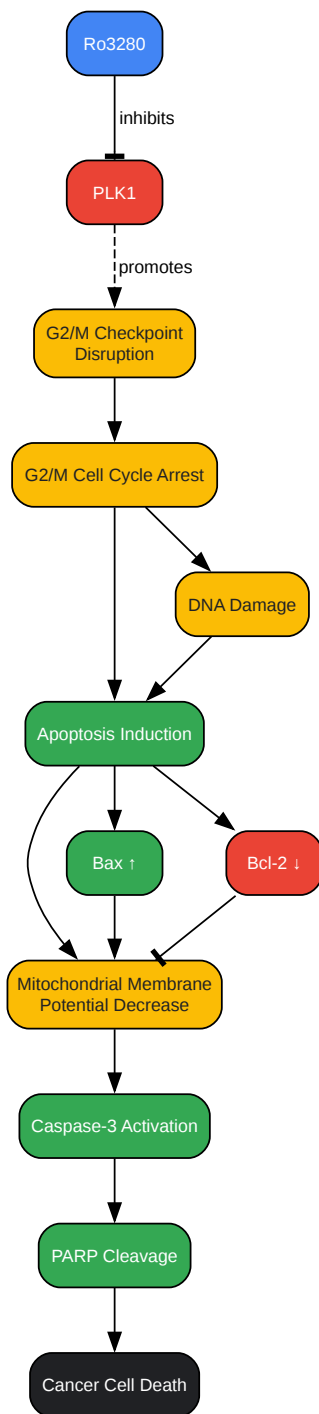 Ro3280
inhibits
PLK1
promotes
G2/M Checkpoint
Disruption
G2/M Cell Cycle Arrest
DNA Damage
Apoptosis Induction
Bax ↑
Bcl-2 ↓
Mitochondrial Membrane
Potential Decrease
Caspase-3 Activation
PARP Cleavage
Cancer Cell Death